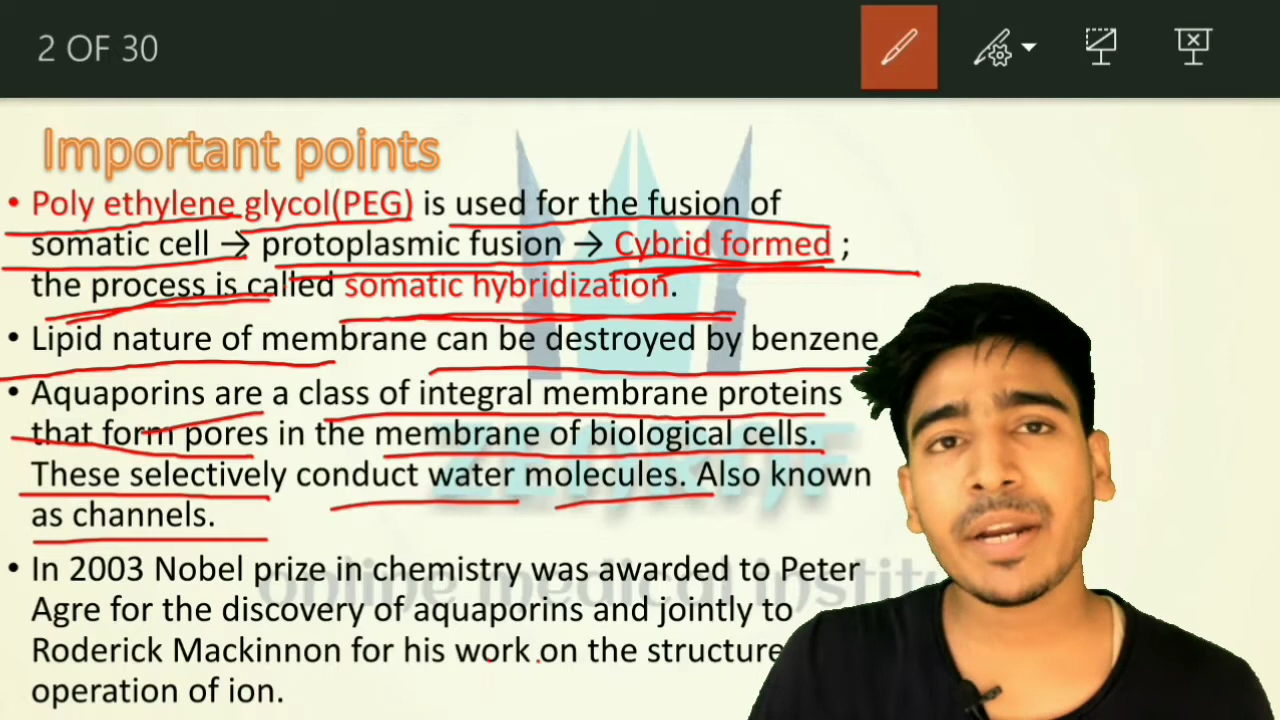 2 OF 30
Important points
• Poly ethylene glycol(PEG) is used for the fusion of
somatic cell → protoplasmic fusion → Cybrid formed ;
the process is called somatic hybridization.
• Lipid nature of membrane can be destroyed by benzene
• Aquaporins are a class of integral membrane proteins
that form pores in the membrane of biological cells.
These selectively conduct water molecules. Also known
as channels.
• In 2003 Nobel prize in chemistry was awarded to Peter
Agre for the discovery of aquaporins and jointly to
Roderick Mackinnon for his work on the structure
operation of ion.
online medical